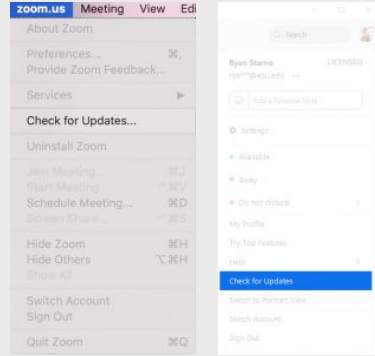 zoom.us Meeting View Edi
About Zoom
Preferences... ⌘,
Provide Zoom Feedback...
Services ▶
Check for Updates...
Uninstall Zoom
Join Meeting... ⌘J
Start Meeting ^⌘V
Schedule Meeting... ⌘D
Screen Share... ^⌘S
Hide Zoom ⌘H
Hide Others ⌥⌘H
Show All
Switch Account
Sign Out
Quit Zoom ⌘Q
Search
Ryan Starno LICENSED
Add a Personal Note
Settings
Available
Away
Do not disturb
My Profile
Try Top Features
Help
Check for Updates
Switch to Portrait View
Switch Account
Sign Out